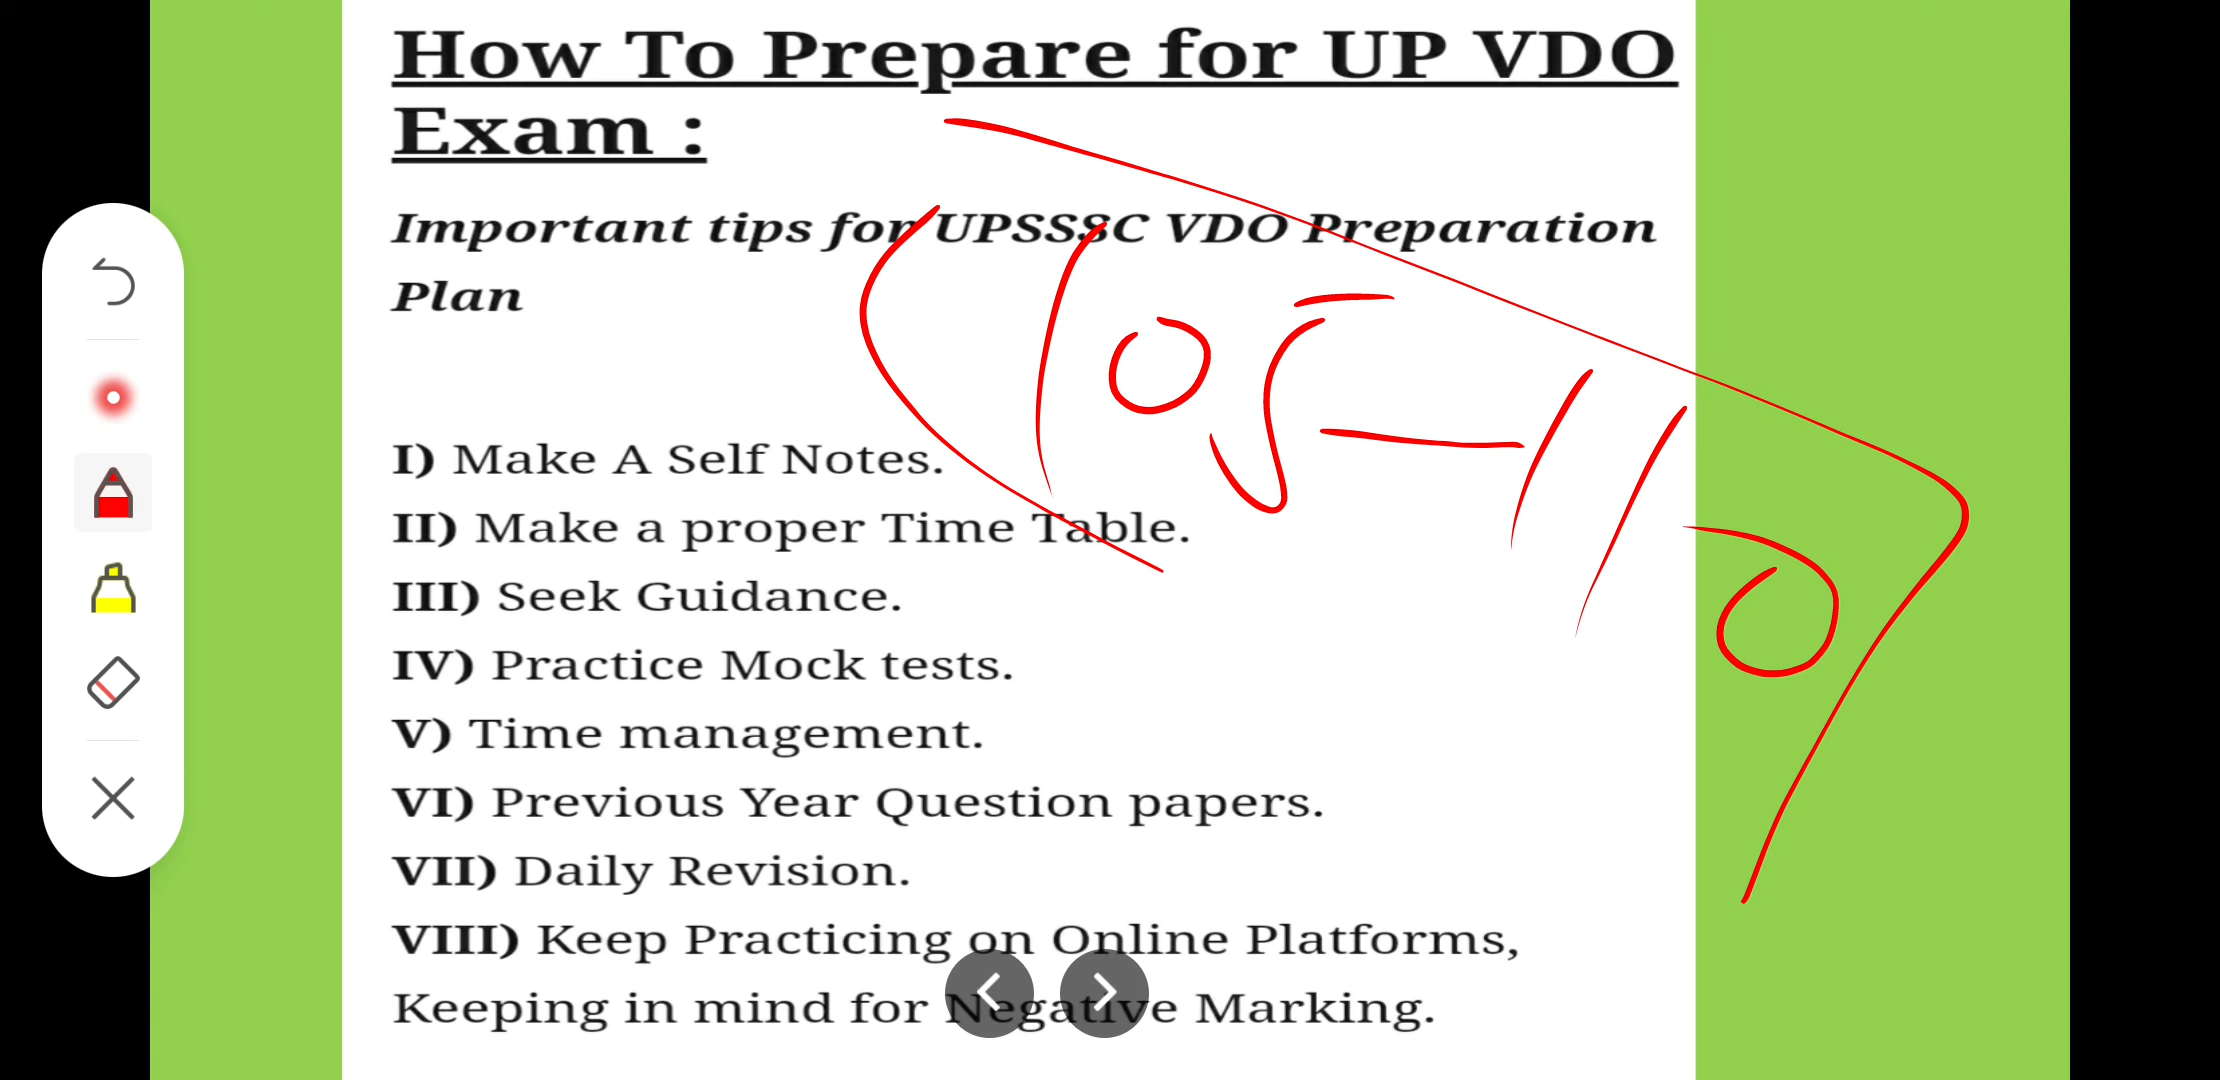 How To Prepare for UP VDO
Exam :
Important tips for UPSSSC VDO Preparation
Plan
(105-110)
I) Make A Self Notes.
II) Make a proper Time Table.
III) Seek Guidance.
IV) Practice Mock tests.
V) Time management.
VI) Previous Year Question papers.
VII) Daily Revision.
VIII) Keep Practicing on Online Platforms,
Keeping in mind for Negative Marking.